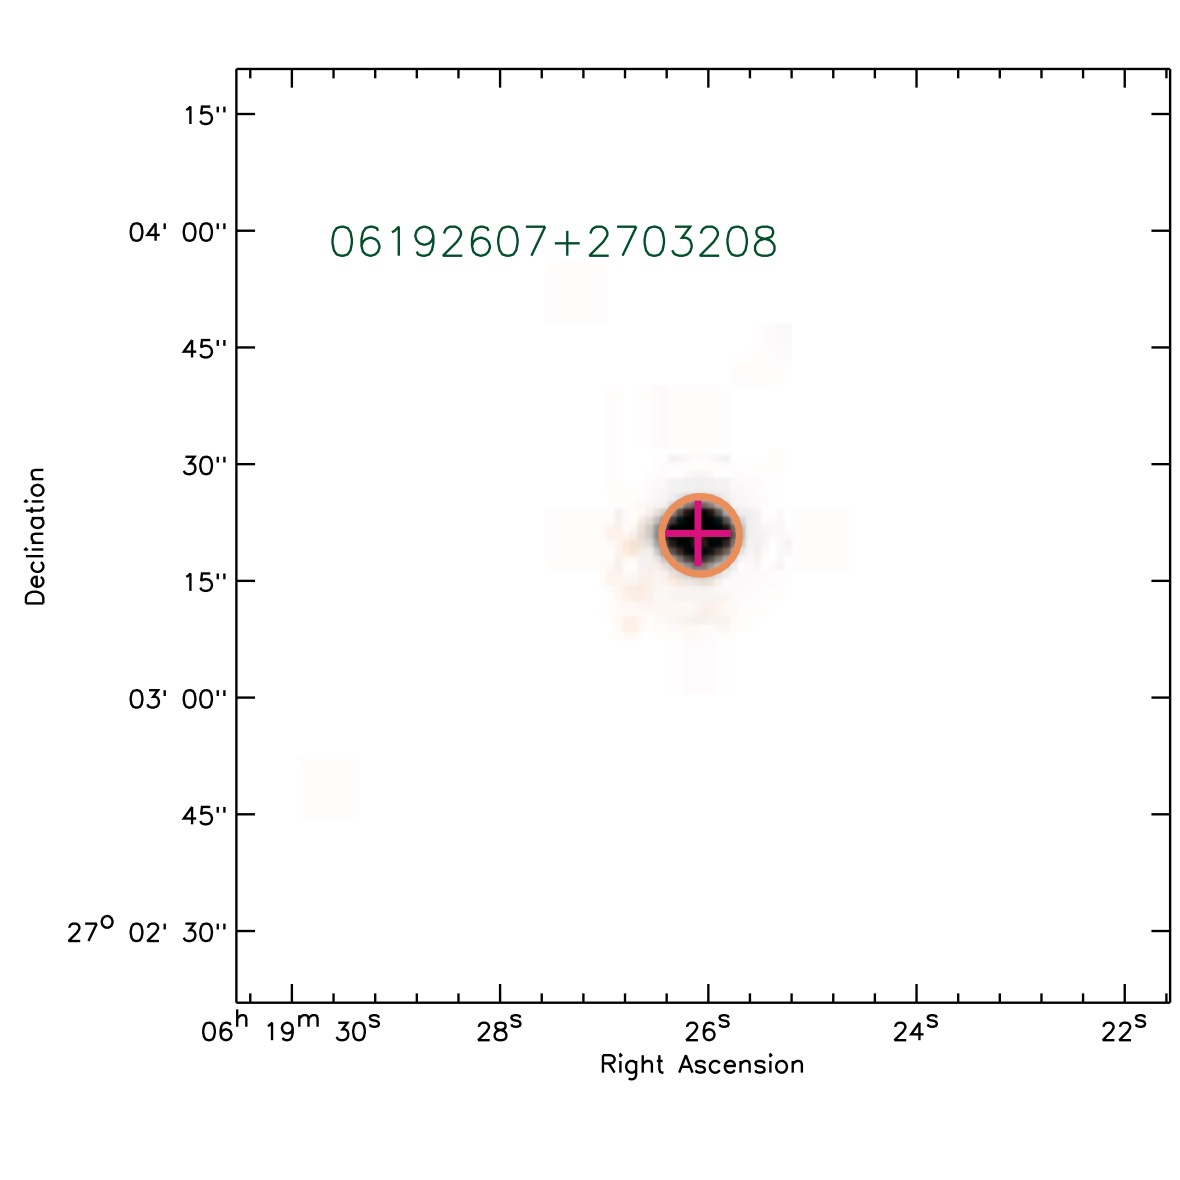 15"
04' 00"
06192607+2703208
45"
30"
Declination
15"
03' 00"
45"
27° 02' 30"
06ʰ 19ᵐ 30ˢ 28ˢ 26ˢ 24ˢ 22ˢ
Right Ascension